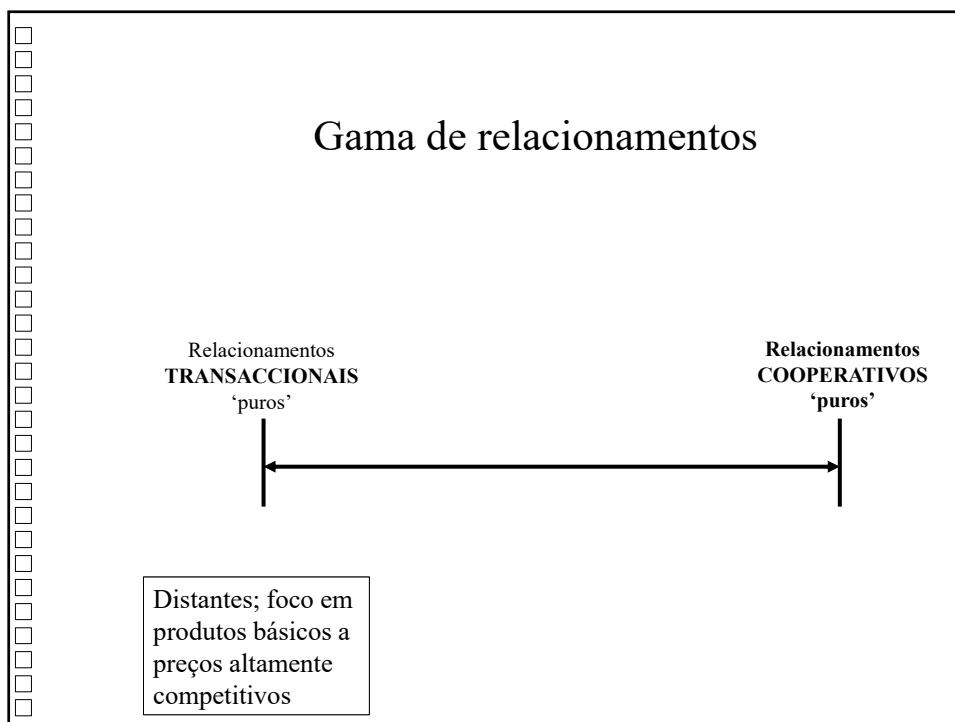 Gama de relacionamentos
Relacionamentos
TRANSACCIONAIS
‘puros’
Relacionamentos
COOPERATIVOS
‘puros’
Distantes; foco em
produtos básicos a
preços altamente
competitivos